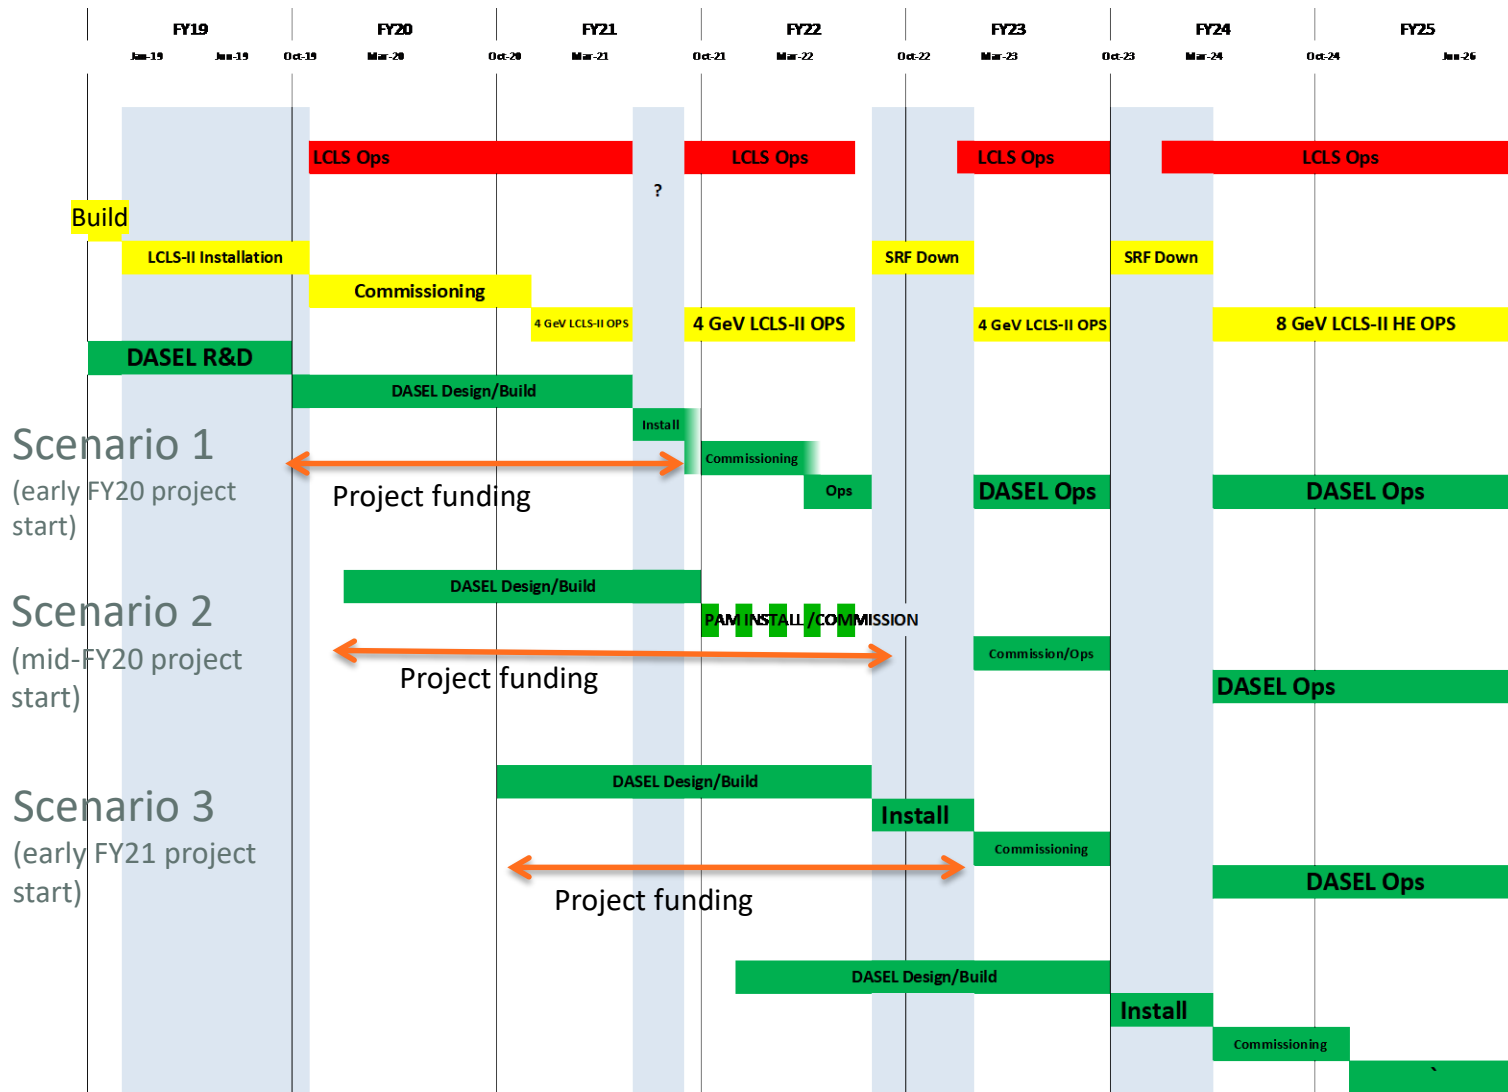 FY19 FY20 FY21 FY22 FY23 FY24 FY25
Jan-19 Jun-19 Oct-19 Mar-20 Oct-20 Mar-21 Oct-21 Mar-22 Oct-22 Mar-23 Oct-23 Mar-24 Oct-24 Jun-26
LCLS Ops LCLS Ops LCLS Ops LCLS Ops
?
Build
LCLS-II Installation SRF Down SRF Down
Commissioning
4 GeV LCLS-II OPS 4 GeV LCLS-II OPS 4 GeV LCLS-II OPS 8 GeV LCLS-II HE OPS
DASEL R&D
DASEL Design/Build
Install
Scenario 1
Commissioning
(early FY20 project
start)
Project funding
Ops DASEL Ops DASEL Ops
DASEL Design/Build
Scenario 2
PAM INSTALL /COMMISSION
(mid-FY20 project
start)
Commission/Ops
Project funding
DASEL Ops
DASEL Design/Build
Scenario 3
Install
(early FY21 project
start)
Commissioning
DASEL Ops
Project funding
DASEL Design/Build
Install
Commissioning
`